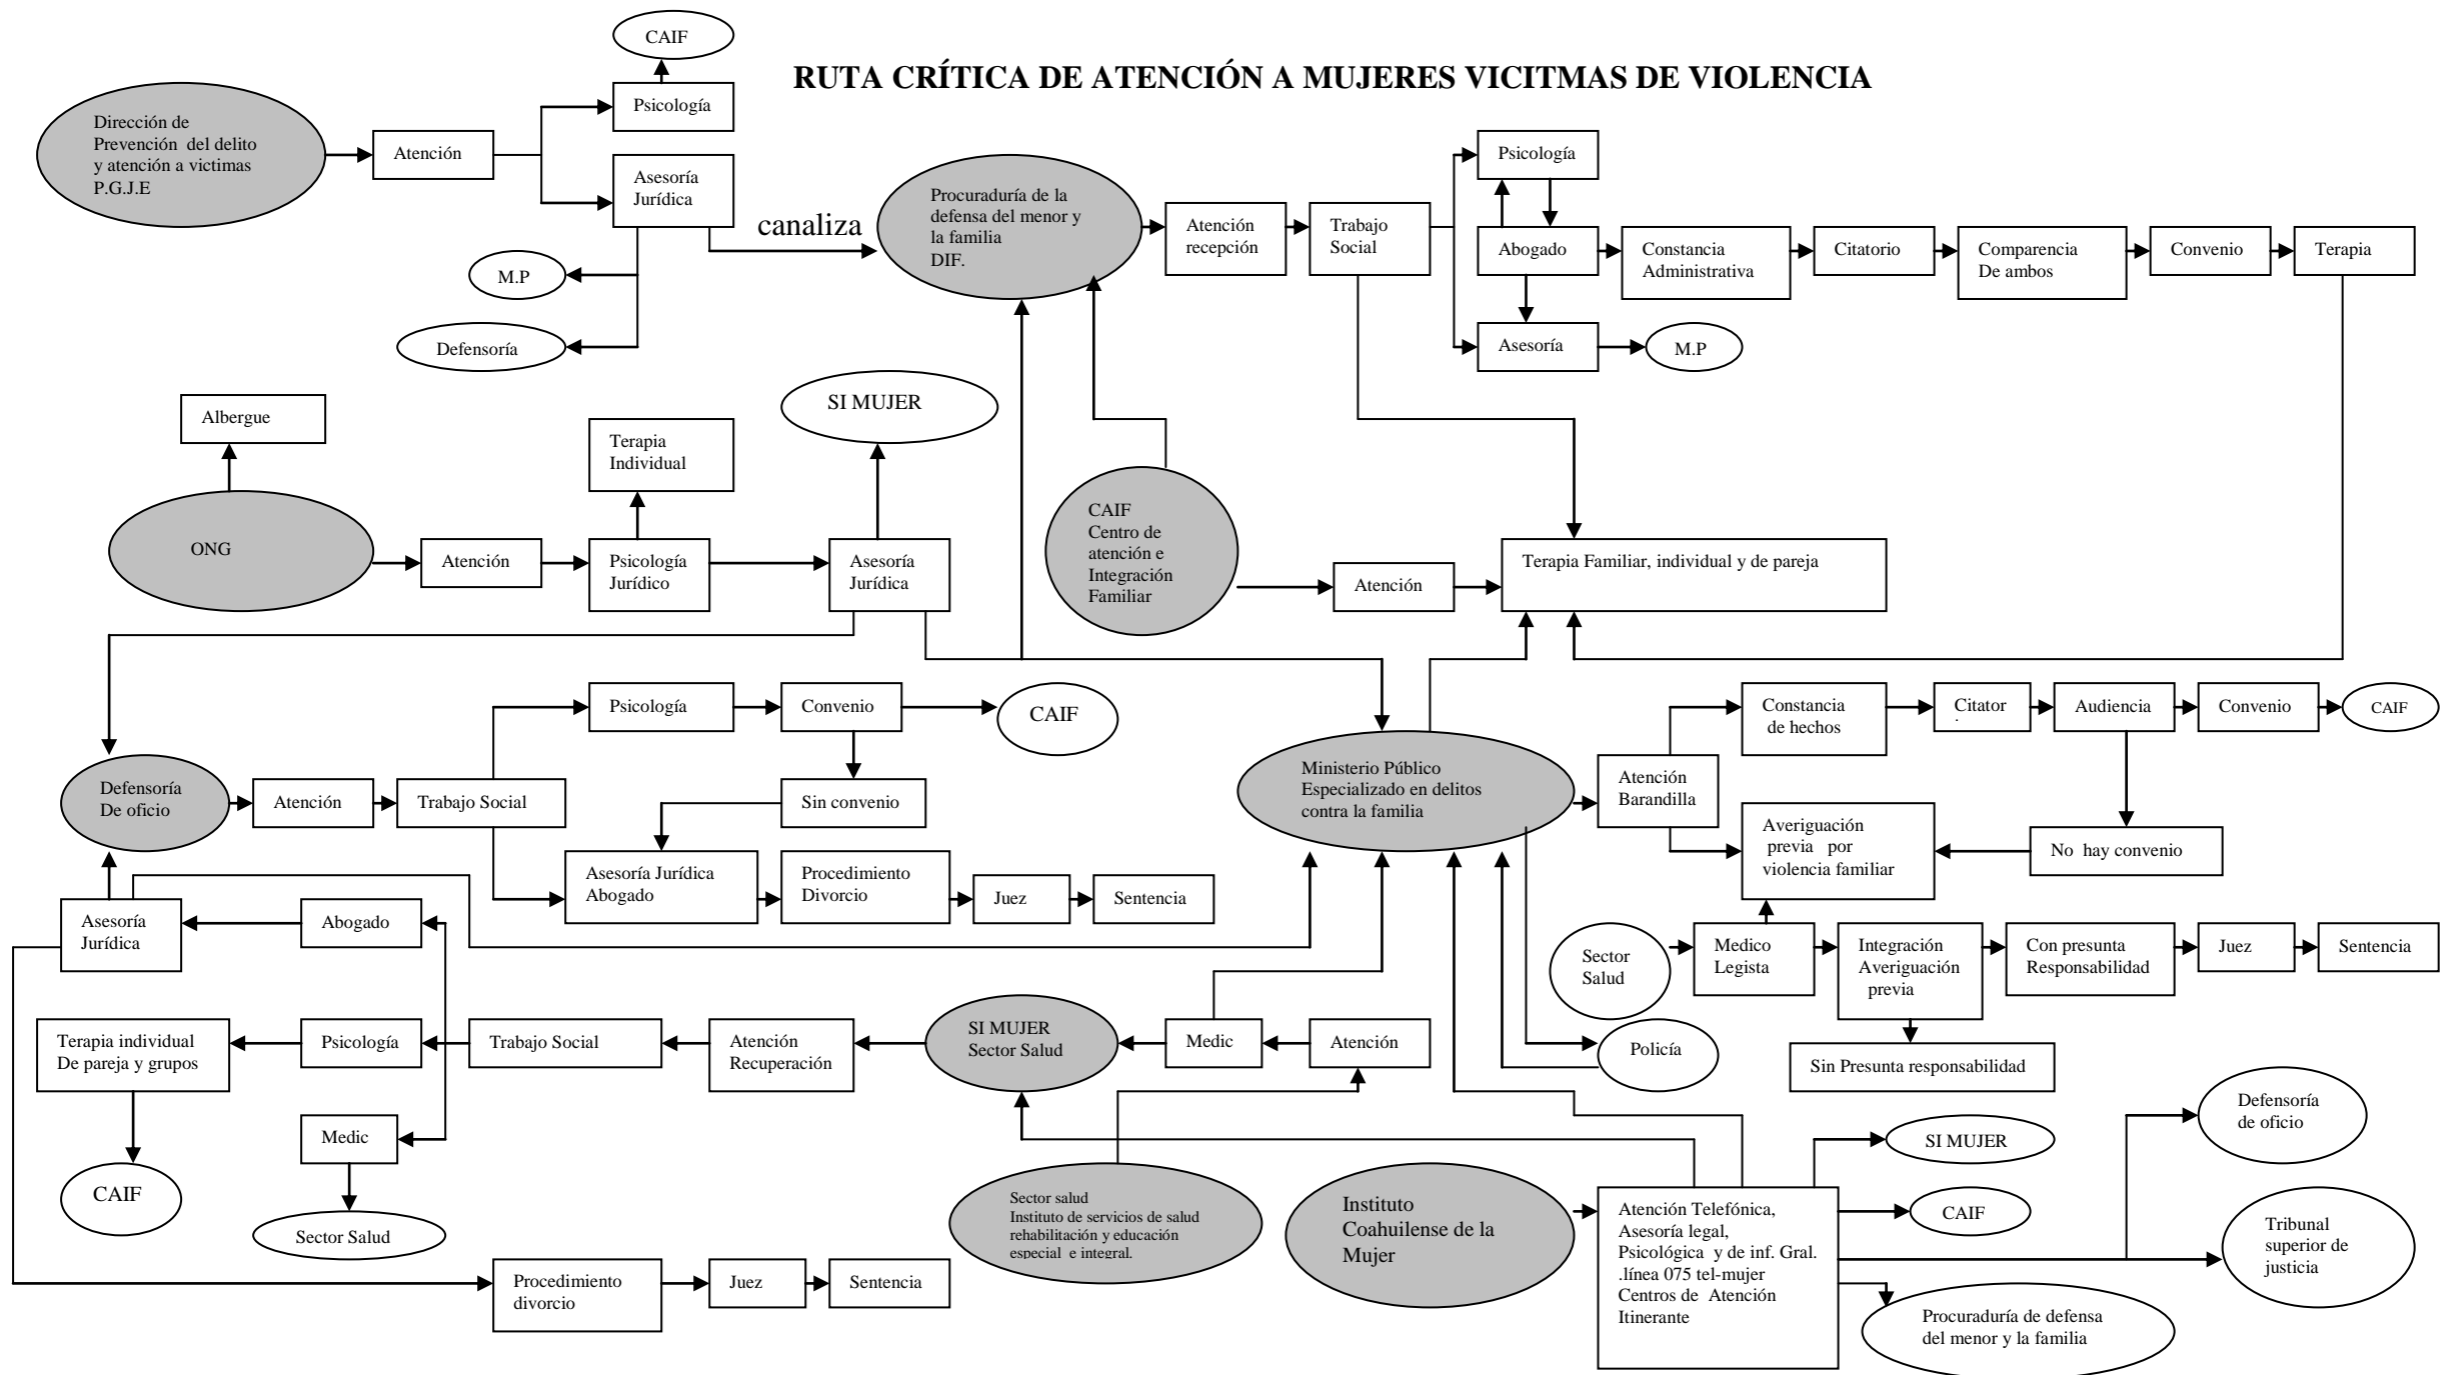 CAIF
RUTA CRÍTICA DE ATENCIÓN A MUJERES VICITMAS DE VIOLENCIA
Dirección de
Prevención del delito
y atención a victimas
P.G.J.E
Atención
Psicología
Asesoría
Jurídica
M.P
Defensoría
canaliza
Procuraduría de la
defensa del menor y
la familia
DIF.
Atención
recepción
Trabajo
Social
Psicología
Abogado
Asesoría
M.P
Constancia
Administrativa
Citatorio
Comparencia
De ambos
Convenio
Terapia
Albergue
ONG
Atención
Terapia
Individual
Psicología
Jurídico
SI MUJER
Asesoría
Jurídica
CAIF
Centro de
atención e
Integración
Familiar
Atención
Terapia Familiar, individual y de pareja
Defensoría
De oficio
Atención
Trabajo Social
Psicología
Convenio
CAIF
Sin convenio
Asesoría Jurídica
Abogado
Procedimiento
Divorcio
Juez
Sentencia
Ministerio Público
Especializado en delitos
contra la familia
Atención
Barandilla
Constancia
de hechos
Citator
Audiencia
Convenio
CAIF
Averiguación
previa por
violencia familiar
No hay convenio
Sector
Salud
Medico
Legista
Integración
Averiguación
previa
Con presunta
Responsabilidad
Juez
Sentencia
Sin Presunta responsabilidad
Policía
Asesoría
Jurídica
Abogado
Terapia individual
De pareja y grupos
Psicología
Trabajo Social
Atención
Recuperación
SI MUJER
Sector Salud
Medic
Atención
Medic
CAIF
Sector Salud
Procedimiento
divorcio
Juez
Sentencia
Sector salud
Instituto de servicios de salud
rehabilitación y educación
especial e integral.
Instituto
Coahuilense de la
Mujer
Atención Telefónica,
Asesoría legal,
Psicológica y de inf. Gral.
.línea 075 tel-mujer
Centros de Atención
Itinerante
SI MUJER
CAIF
Defensoría
de oficio
Tribunal
superior de
justicia
Procuraduría de defensa
del menor y la familia